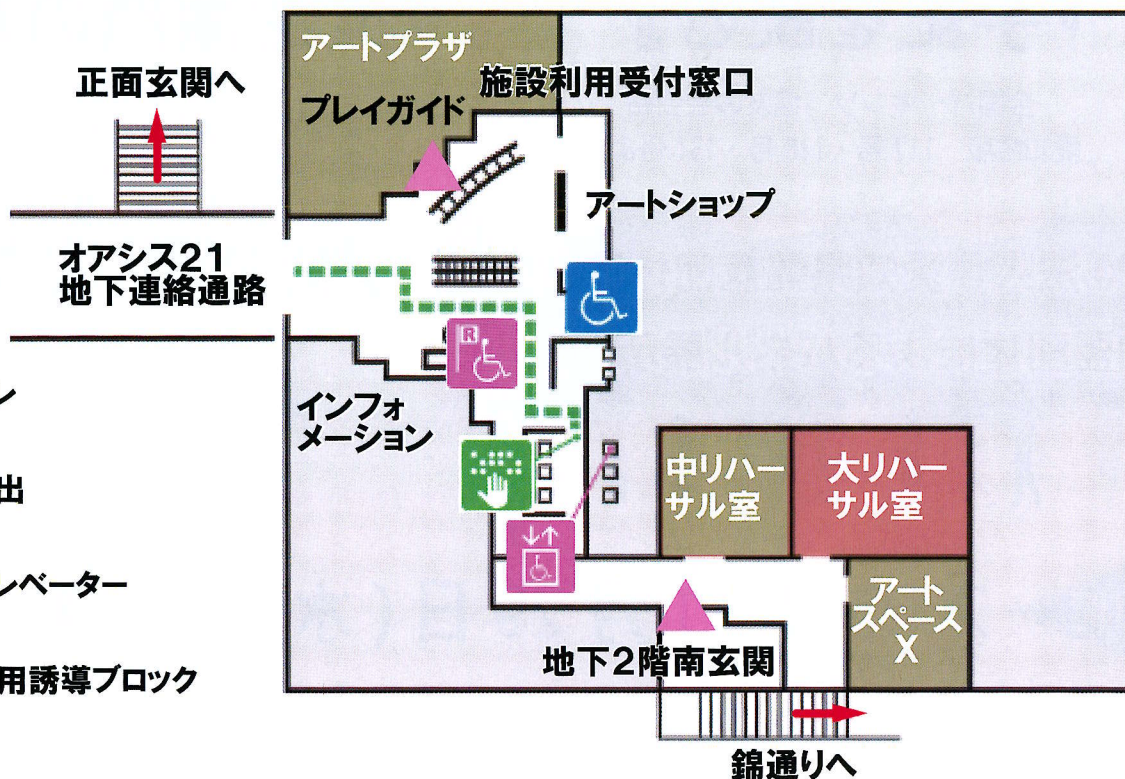 アートプラザ
正面玄関へ
施設利用受付窓口
プレイガイド
アートショップ
オアシス21
地下連絡通路
R
インフォ
メーション
ン
出
ベーター
用誘導ブロック
中リハー
サル室
大リハー
サル室
アート
スペース
X
地下2階南玄関
錦通りへ